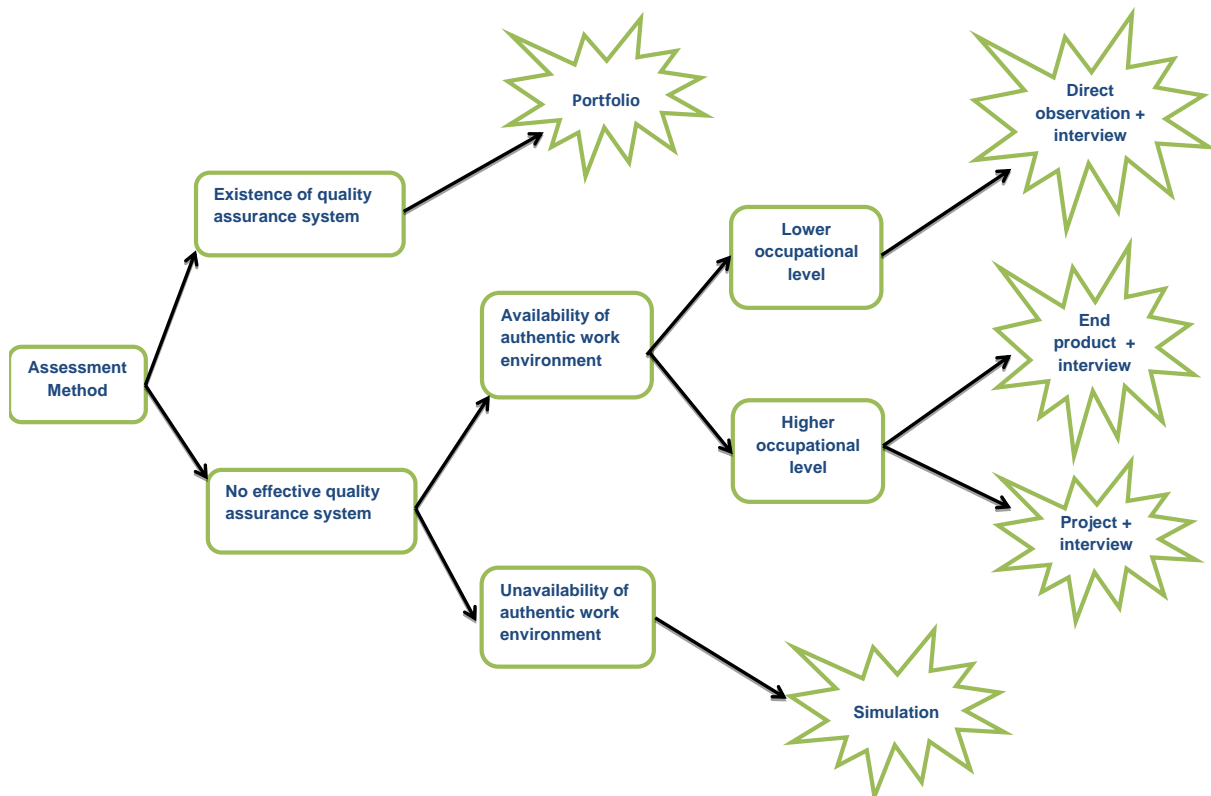 Portfolio
Direct
observation +
interview
Existence of quality
assurance system
Lower
occupational
level
Availability of
authentic work
environment
End
product +
interview
Assessment
Method
Higher
occupational
level
No effective quality
assurance system
Project +
interview
Unavailability of
authentic work
environment
Simulation